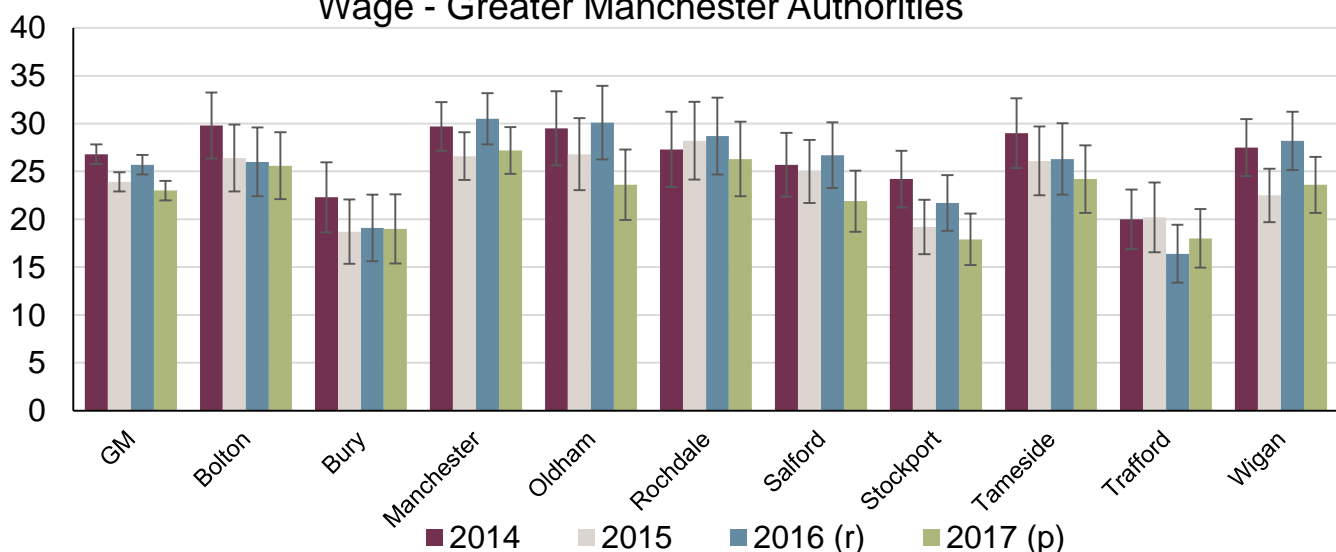 Wage - Greater Manchester Authorities
40
35
30
25
20
15
10
5
0
GM
Bolton
Bury
Manchester
Oldham
Rochdale
Salford
Stockport
Tameside
Trafford
Wigan
2014 2015 2016 (r) 2017 (p)